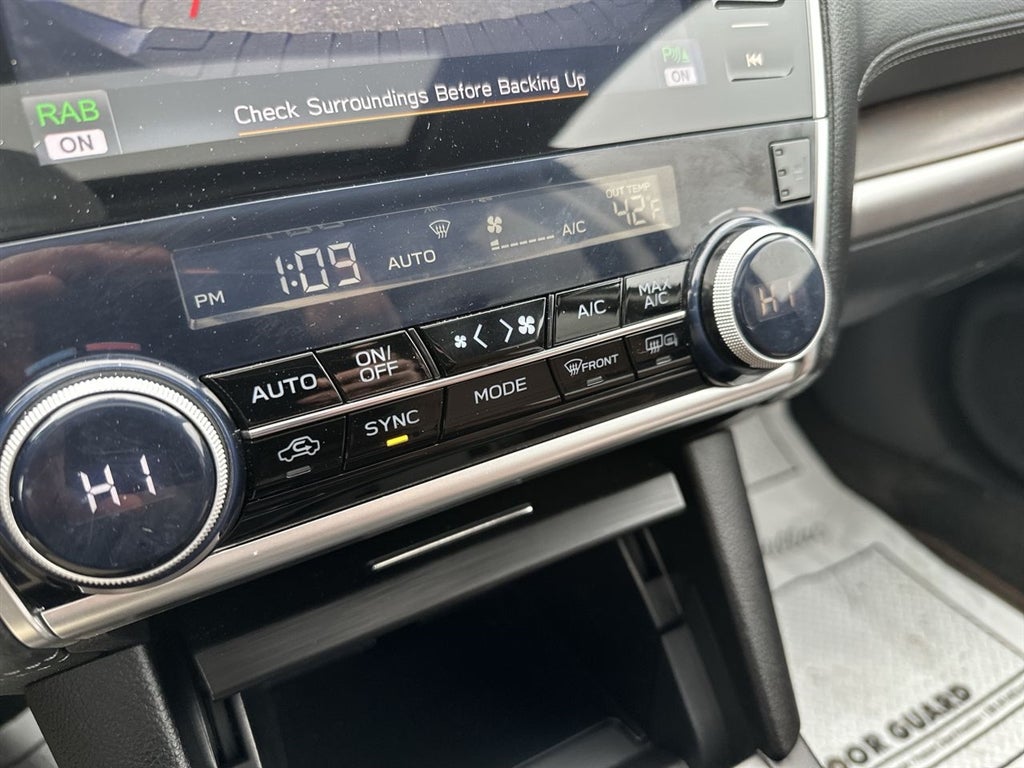 RAB
ON
Check Surroundings Before Backing Up
P
ON
OUT TEMP
42°F
PM 1:09 AUTO A/C
HI
AUTO
ON/
OFF
A/C
MAX
A/C
SYNC
MODE
FRONT
HI
OOR GUARD